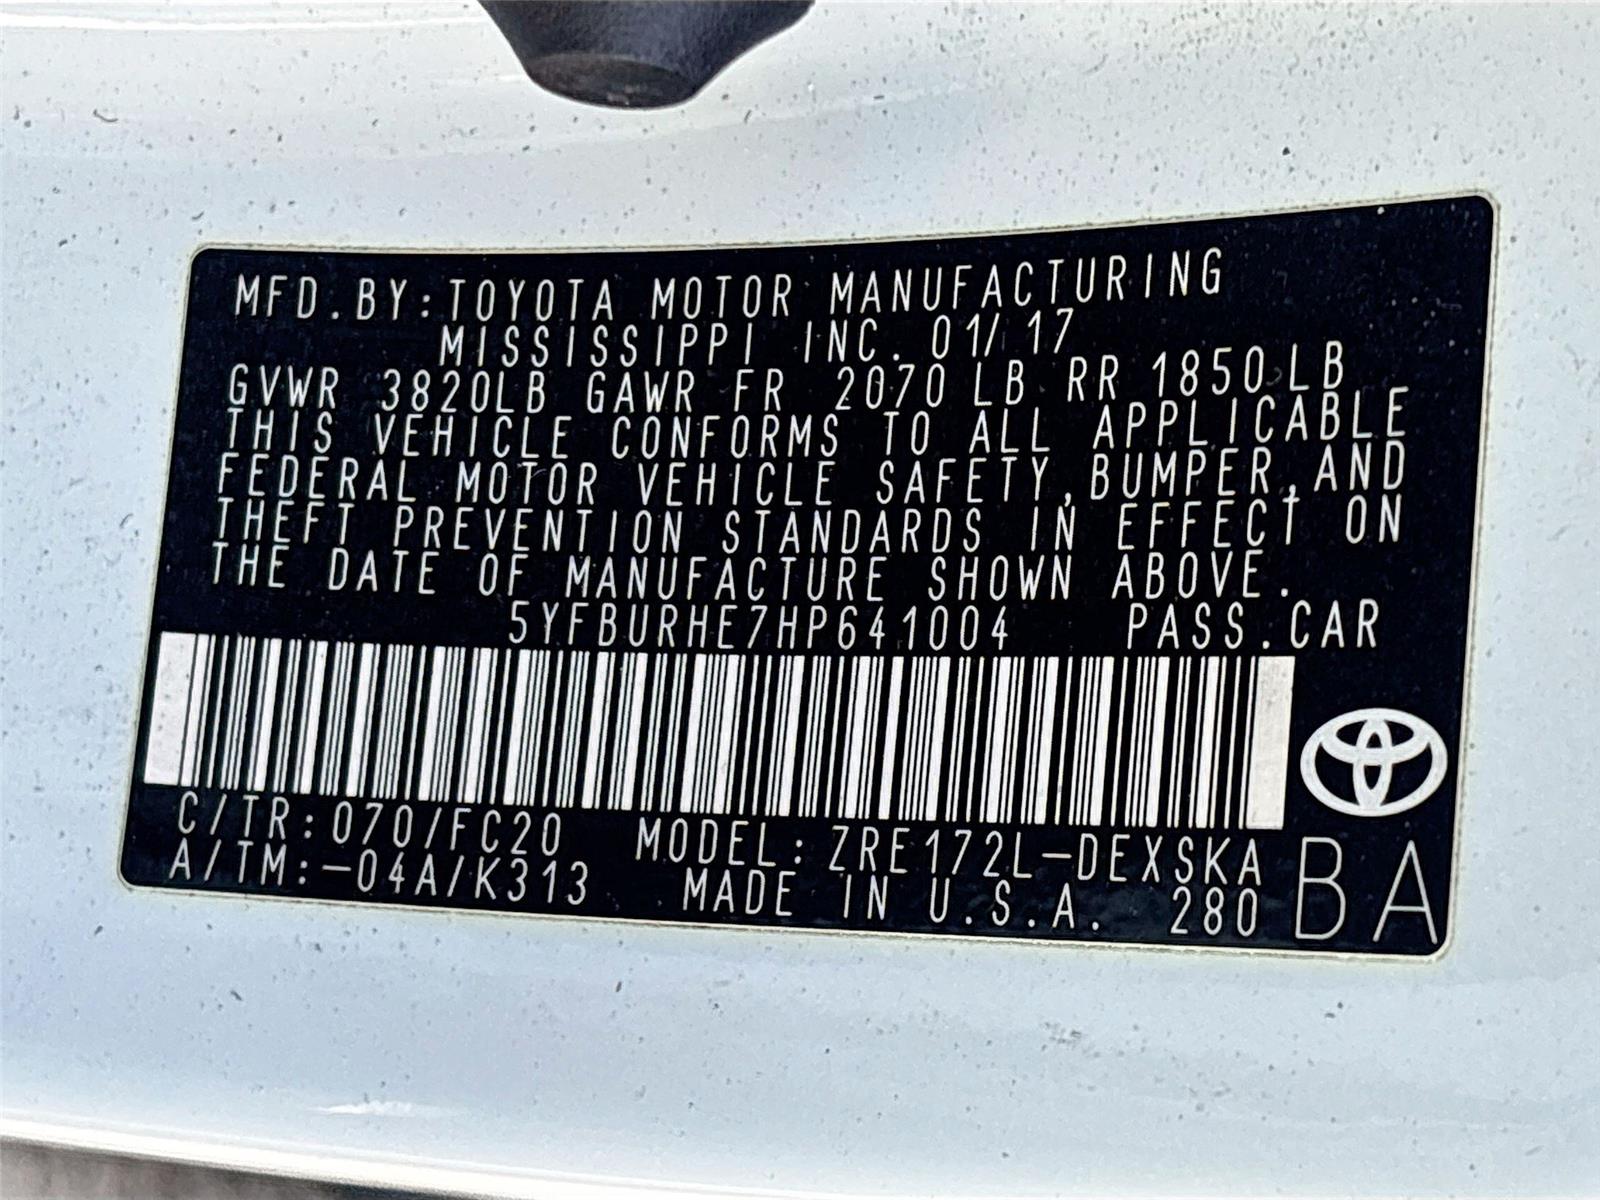 MFD.BY:TOYOTA MOTOR MANUFACTURING
MISSISSIPPI INC. 01/17
GVWR 3820LB GAWR FR 2070 LB RR 1850LB
THIS VEHICLE CONFORMS TO ALL APPLICABLE
FEDERAL MOTOR VEHICLE SAFETY,BUMPER,AND
THEFT PREVENTION STANDARDS IN EFFECT ON
THE DATE OF MANUFACTURE SHOWN ABOVE.
5YFBURHE7HP641004 PASS.CAR
C/TR:070/FC20 MODEL:ZRE172L-DEXSKA
A/TM:-04A/K313 MADE IN U.S.A. 280
BA